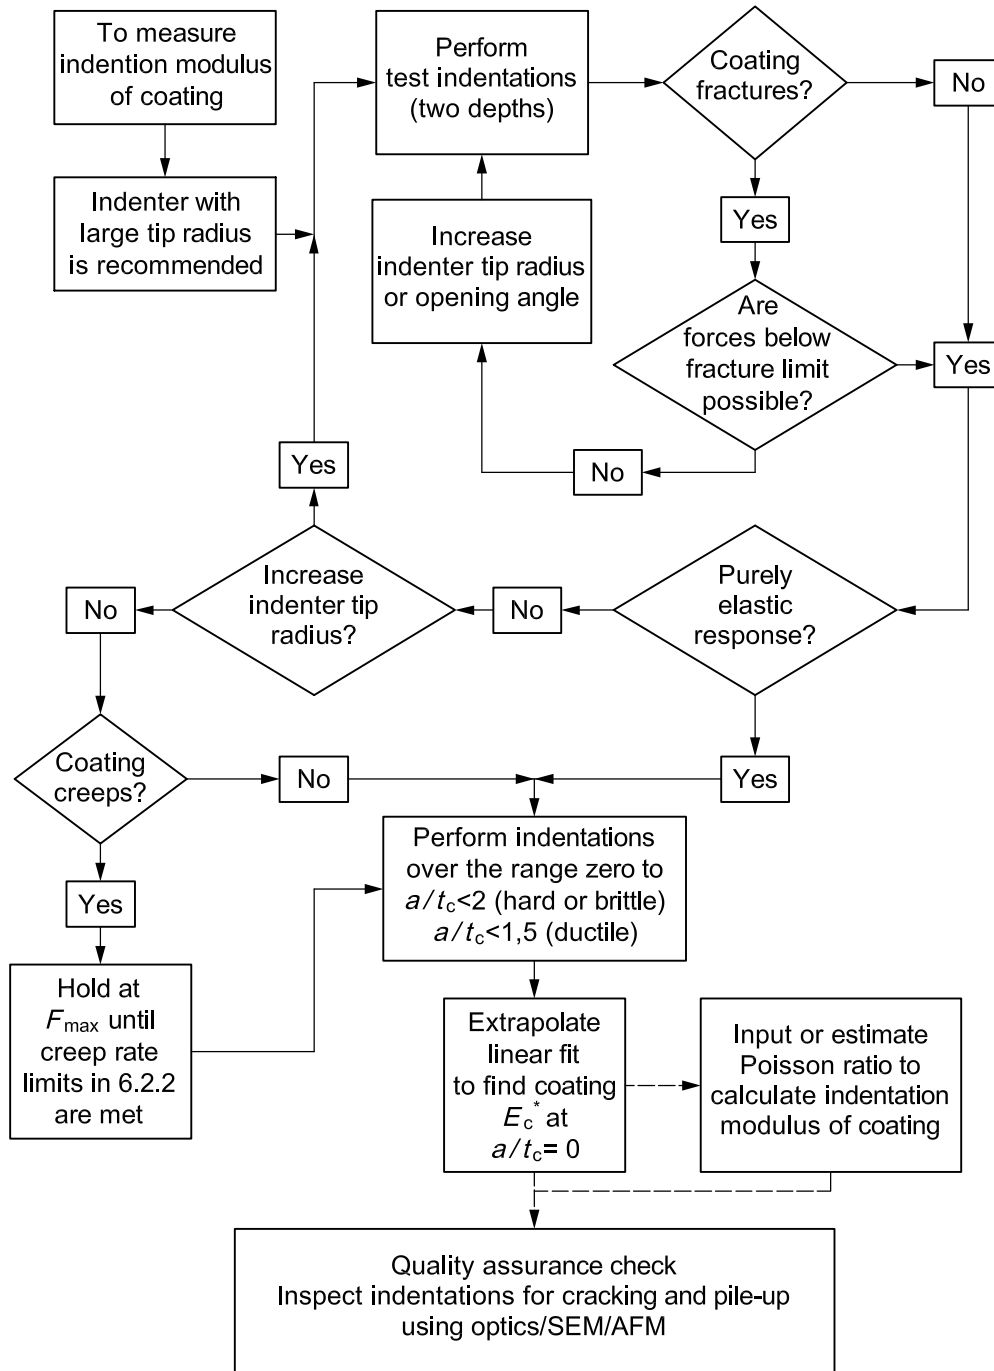 To measure
indention modulus
of coating
Perform
test indentations
(two depths)
Coating
fractures?
No
Indenter with
large tip radius
is recommended
Increase
indenter tip radius
or opening angle
Yes
Are
forces below
fracture limit
possible?
Yes
Yes
No
Increase
indenter tip
radius?
No
No
Purely
elastic
response?
Coating
creeps?
No
Yes
Perform indentations
over the range zero to
a/tc<2 (hard or brittle)
a/tc<1,5 (ductile)
Yes
Hold at
Fmax until
creep rate
limits in 6.2.2
are met
Extrapolate
linear fit
to find coating
Ec* at
a/tc= 0
Input or estimate
Poisson ratio to
calculate indentation
modulus of coating
Quality assurance check
Inspect indentations for cracking and pile-up
using optics/SEM/AFM